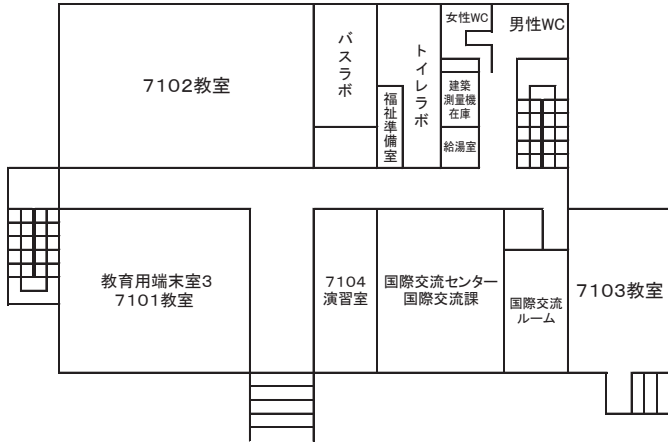 女性WC
男性WC
7102教室
バスラボ
トイレラボ
福祉準備室
建築
測量機
在庫
給湯室
教育用端末室3
7101教室
7104
演習室
国際交流センター
国際交流課
国際交流
ルーム
7103教室